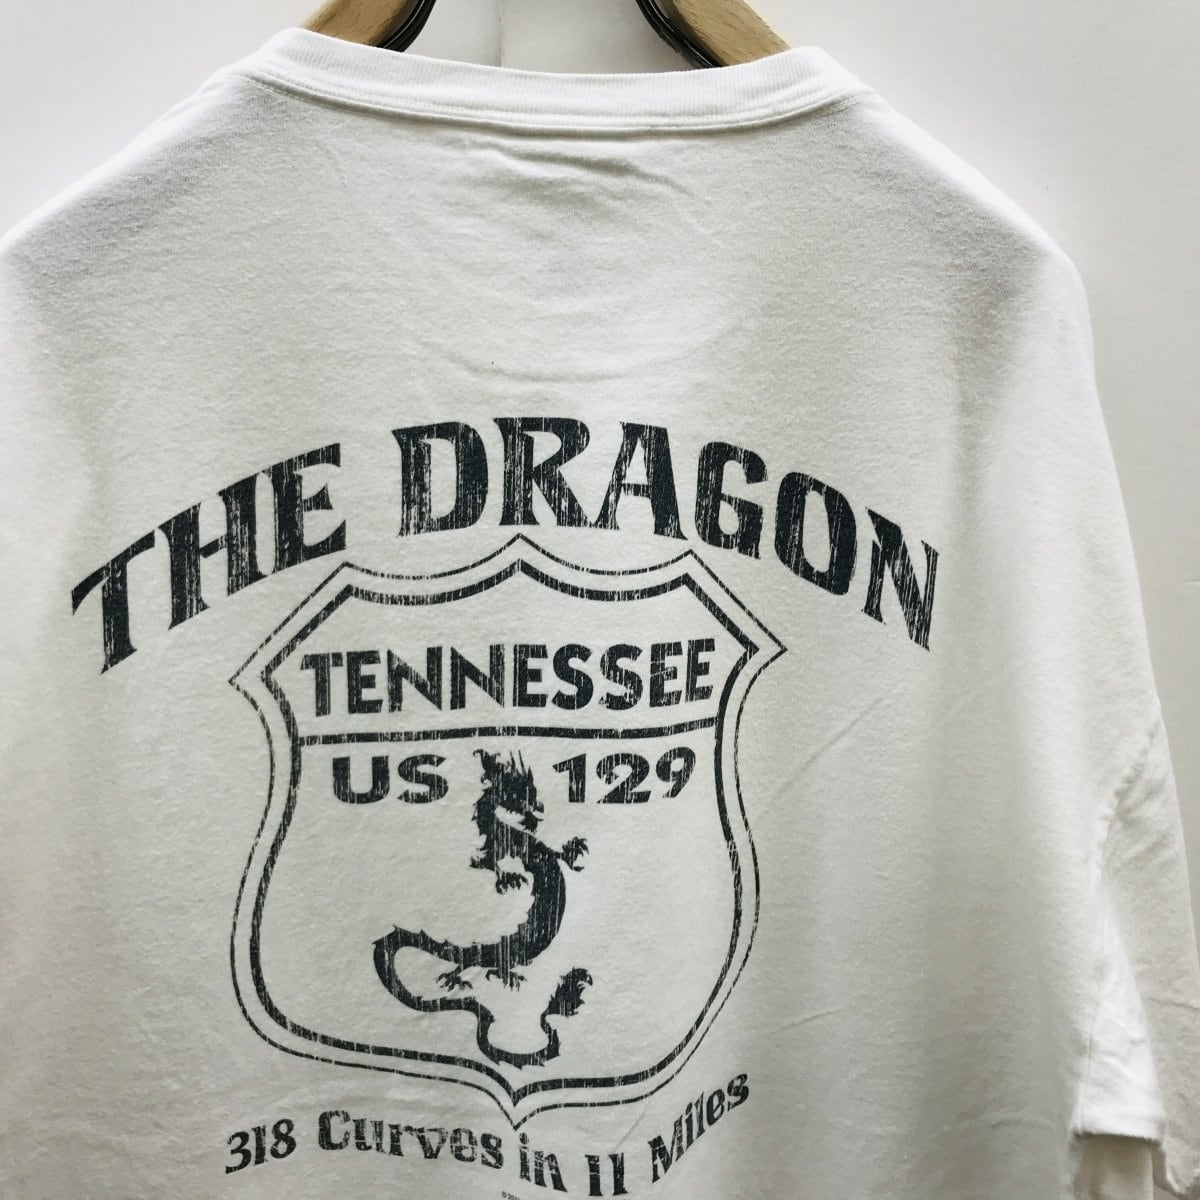 THE DRAGON
TENNESSEE
US 129
318 Curves in 11 Miles